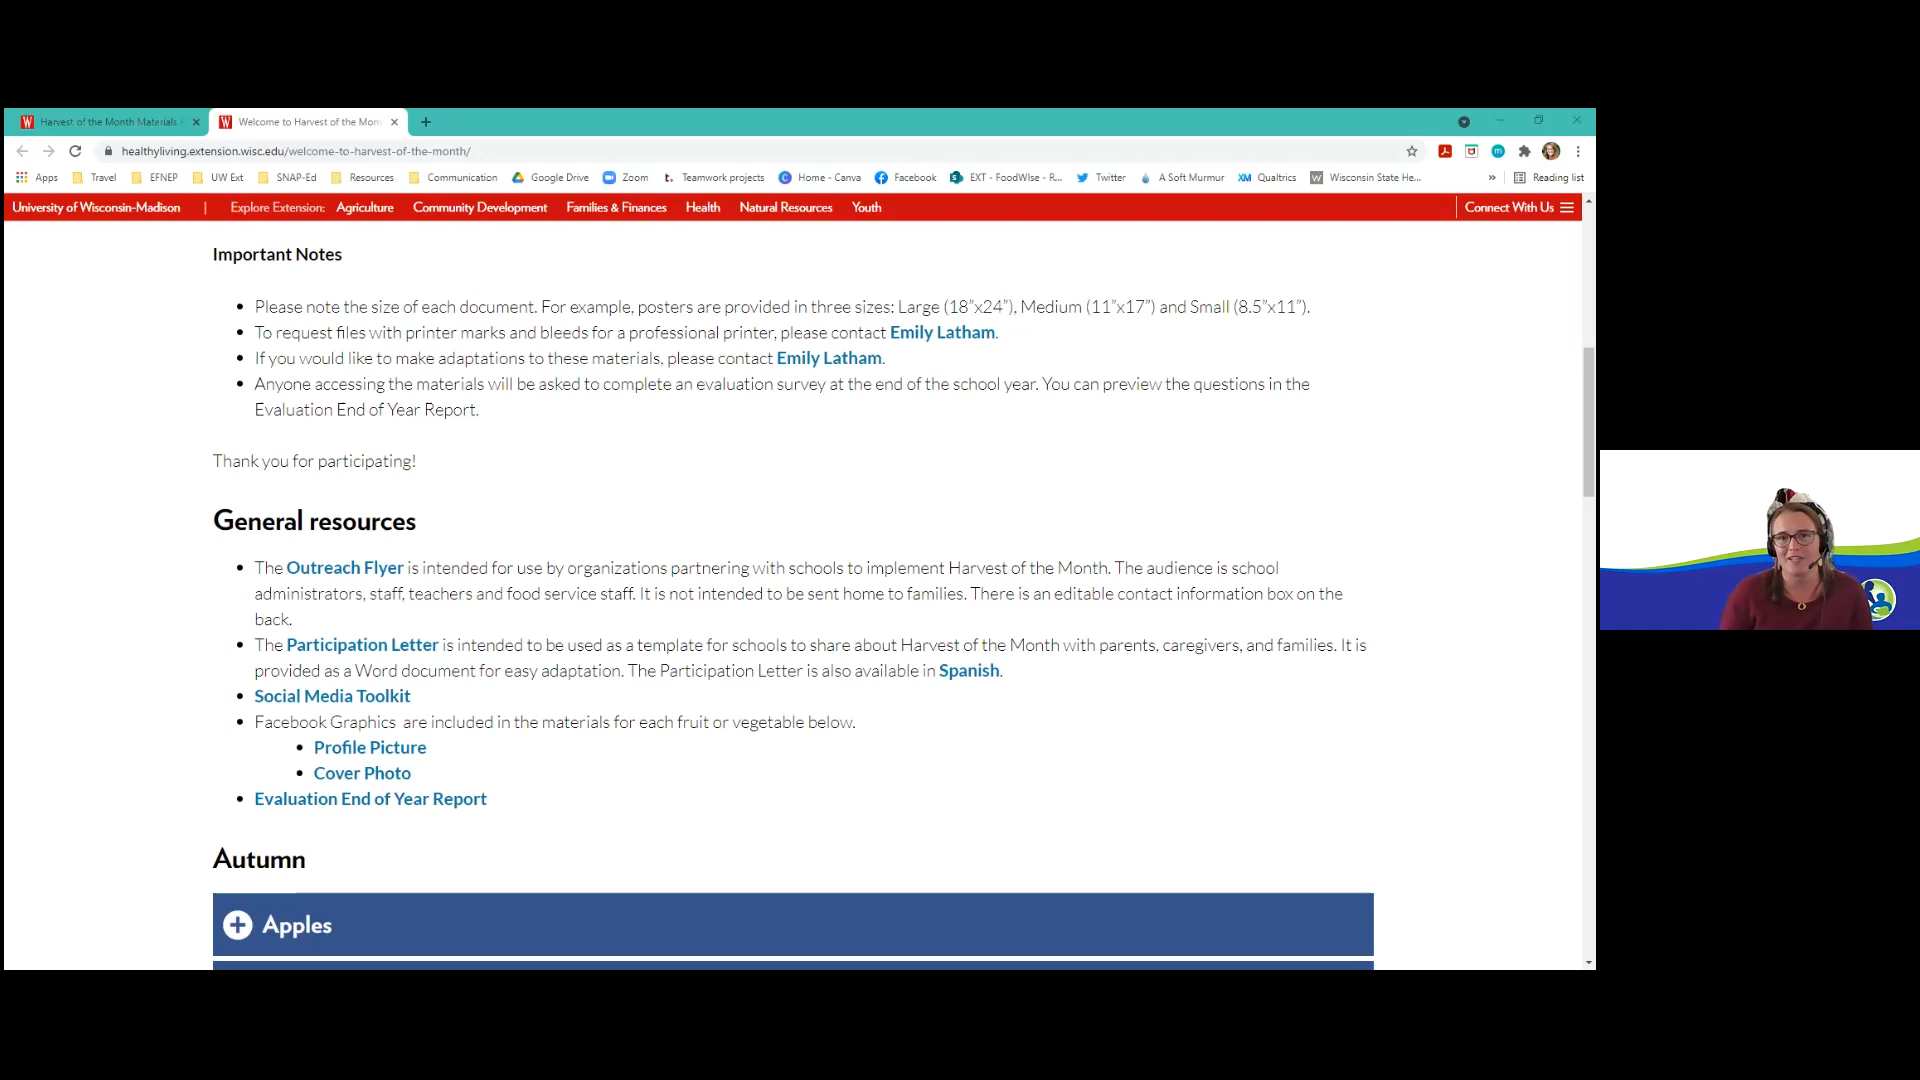 Harvest of the Month Materials
Welcome to Harvest of the Mon
healthyliving.extension.wisc.edu/welcome-to-harvest-of-the-month/
Apps Travel EFNEP UW Ext SNAP-Ed Resources Communication Google Drive Zoom Teamwork projects Home - Canva Facebook EXT - FoodWIse - R... Twitter A Soft Murmur XM Qualtrics Wisconsin State He... » Reading list
University of Wisconsin-Madison | Explore Extension: Agriculture Community Development Families & Finances Health Natural Resources Youth Connect With Us
Important Notes
• Please note the size of each document. For example, posters are provided in three sizes: Large (18”x24”), Medium (11”x17”) and Small (8.5”x11”).
• To request files with printer marks and bleeds for a professional printer, please contact Emily Latham.
• If you would like to make adaptations to these materials, please contact Emily Latham.
• Anyone accessing the materials will be asked to complete an evaluation survey at the end of the school year. You can preview the questions in the
Evaluation End of Year Report.
Thank you for participating!
General resources
• The Outreach Flyer is intended for use by organizations partnering with schools to implement Harvest of the Month. The audience is school
administrators, staff, teachers and food service staff. It is not intended to be sent home to families. There is an editable contact information box on the
back.
• The Participation Letter is intended to be used as a template for schools to share about Harvest of the Month with parents, caregivers, and families. It is
provided as a Word document for easy adaptation. The Participation Letter is also available in Spanish.
• Social Media Toolkit
• Facebook Graphics are included in the materials for each fruit or vegetable below.
• Profile Picture
• Cover Photo
• Evaluation End of Year Report
Autumn
Apples